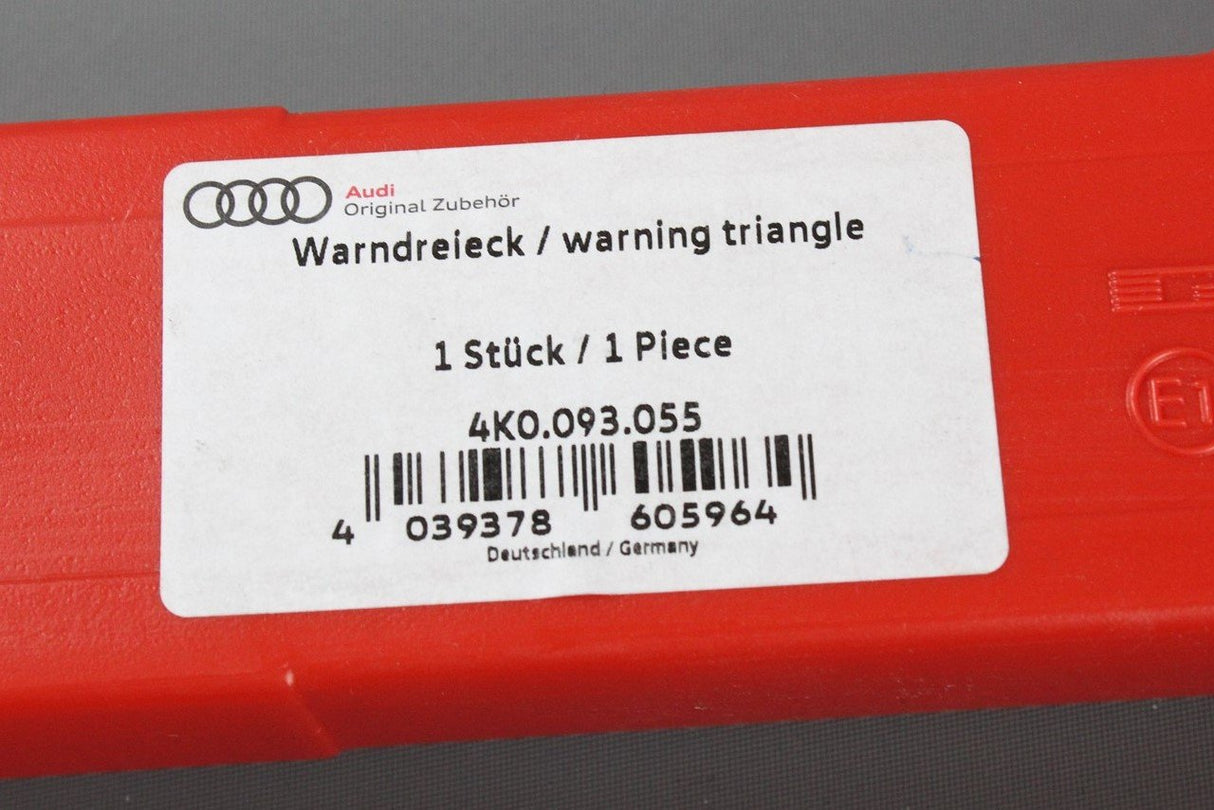 Audi
Original Zubehör
Warndreieck / warning triangle
1 Stück / 1 Piece
4K0.093.055
4 039378 605964
Deutschland / Germany
E1